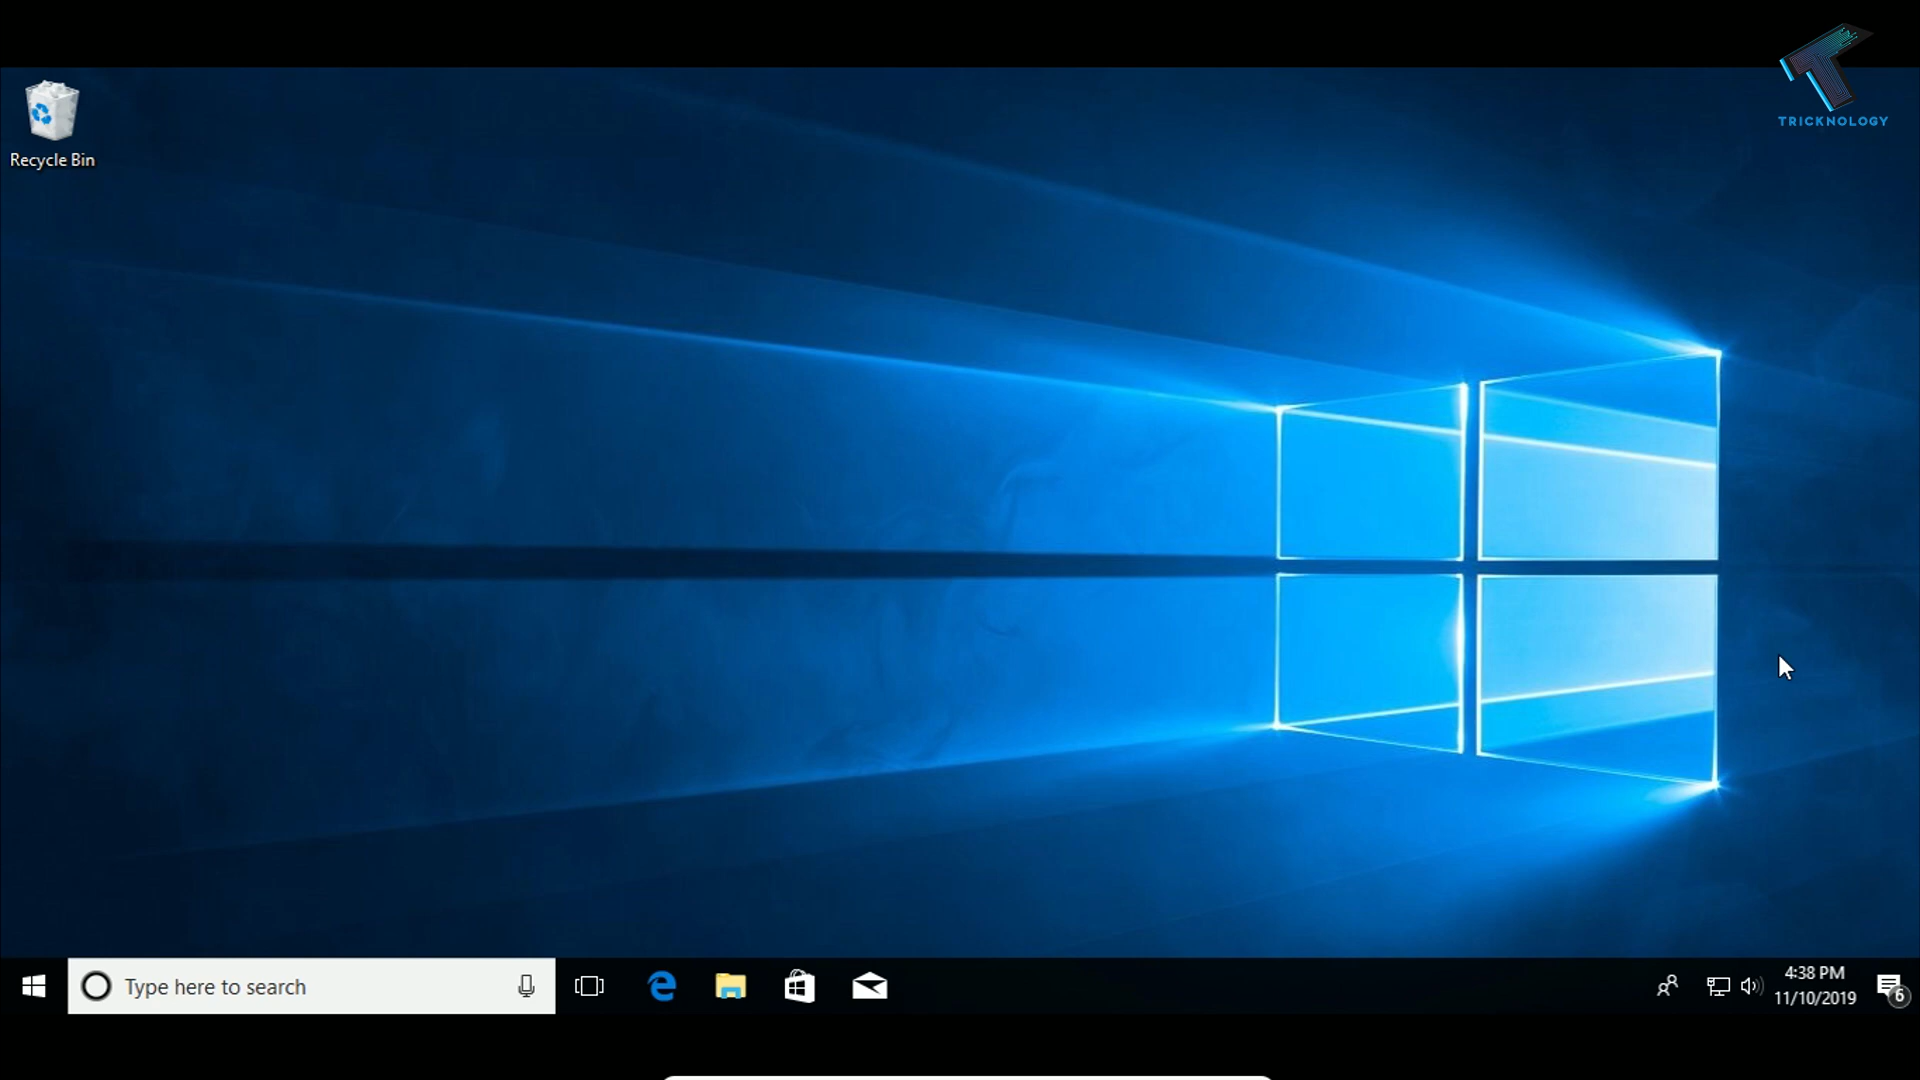 TRICKNOLOGY
Recycle Bin
Type here to search
4:38 PM
11/10/2019
6